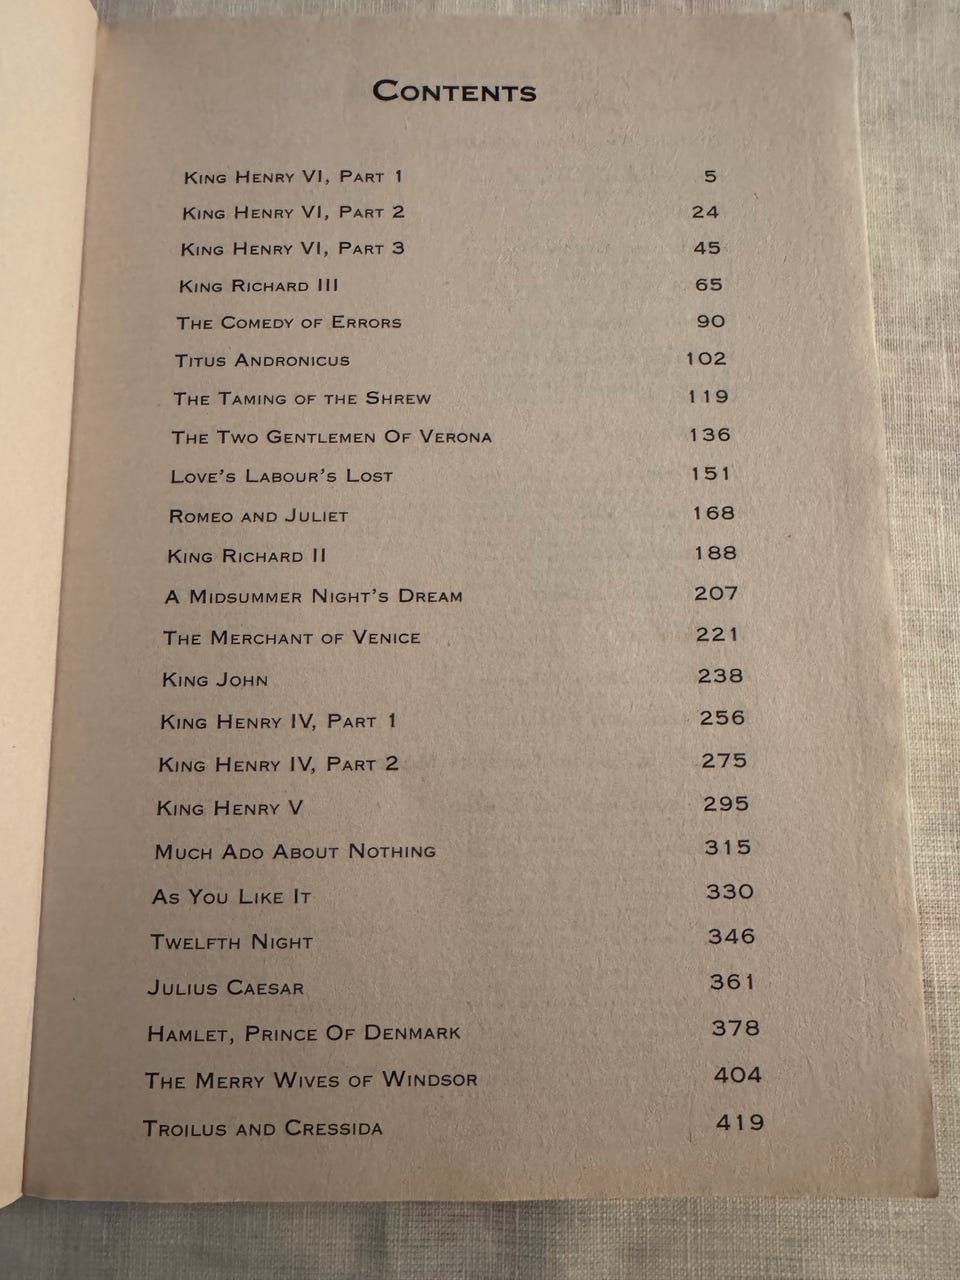 Contents
King Henry VI, Part 1 5
King Henry VI, Part 2 24
King Henry VI, Part 3 45
King Richard III 65
The Comedy of Errors 90
Titus Andronicus 102
The Taming of the Shrew 119
The Two Gentlemen Of Verona 136
Love's Labour's Lost 151
Romeo and Juliet 168
King Richard II 188
A Midsummer Night's Dream 207
The Merchant of Venice 221
King John 238
King Henry IV, Part 1 256
King Henry IV, Part 2 275
King Henry V 295
Much Ado About Nothing 315
As You Like It 330
Twelfth Night 346
Julius Caesar 361
Hamlet, Prince Of Denmark 378
The Merry Wives of Windsor 404
Troilus and Cressida 419